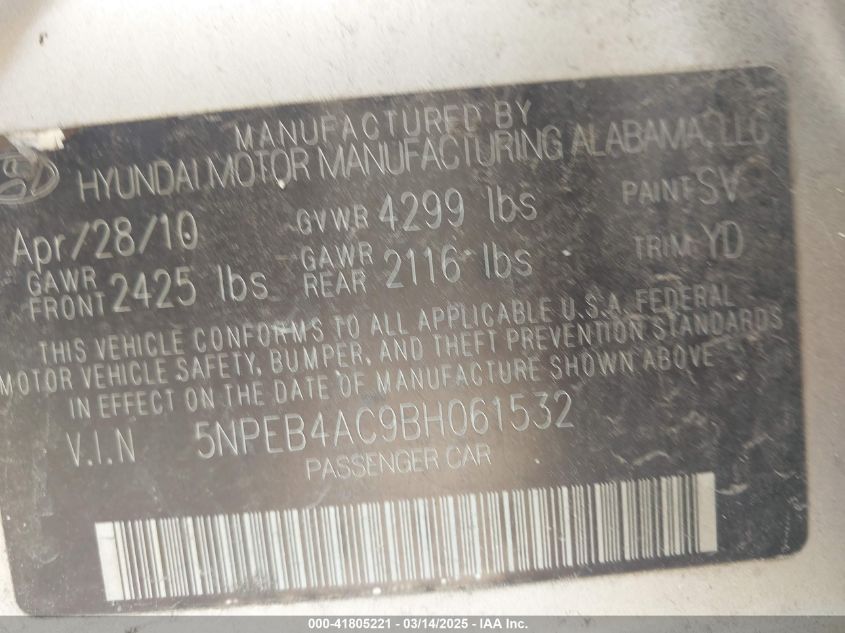 MANUFACTURED BY
HYUNDAI MOTOR MANUFACTURING ALABAMA, LLC
Apr/28/10 GVWR 4299 lbs PAINT SV
GAWR FRONT 2425 lbs GAWR REAR 2116 lbs TRIM YD
THIS VEHICLE CONFORMS TO ALL APPLICABLE U.S.A. FEDERAL
MOTOR VEHICLE SAFETY, BUMPER, AND THEFT PREVENTION STANDARDS
IN EFFECT ON THE DATE OF MANUFACTURE SHOWN ABOVE
V.I.N 5NPEB4AC9BH061532
PASSENGER CAR
OWNER #: 41805221 - 03/14/2025 - IAA Inc.